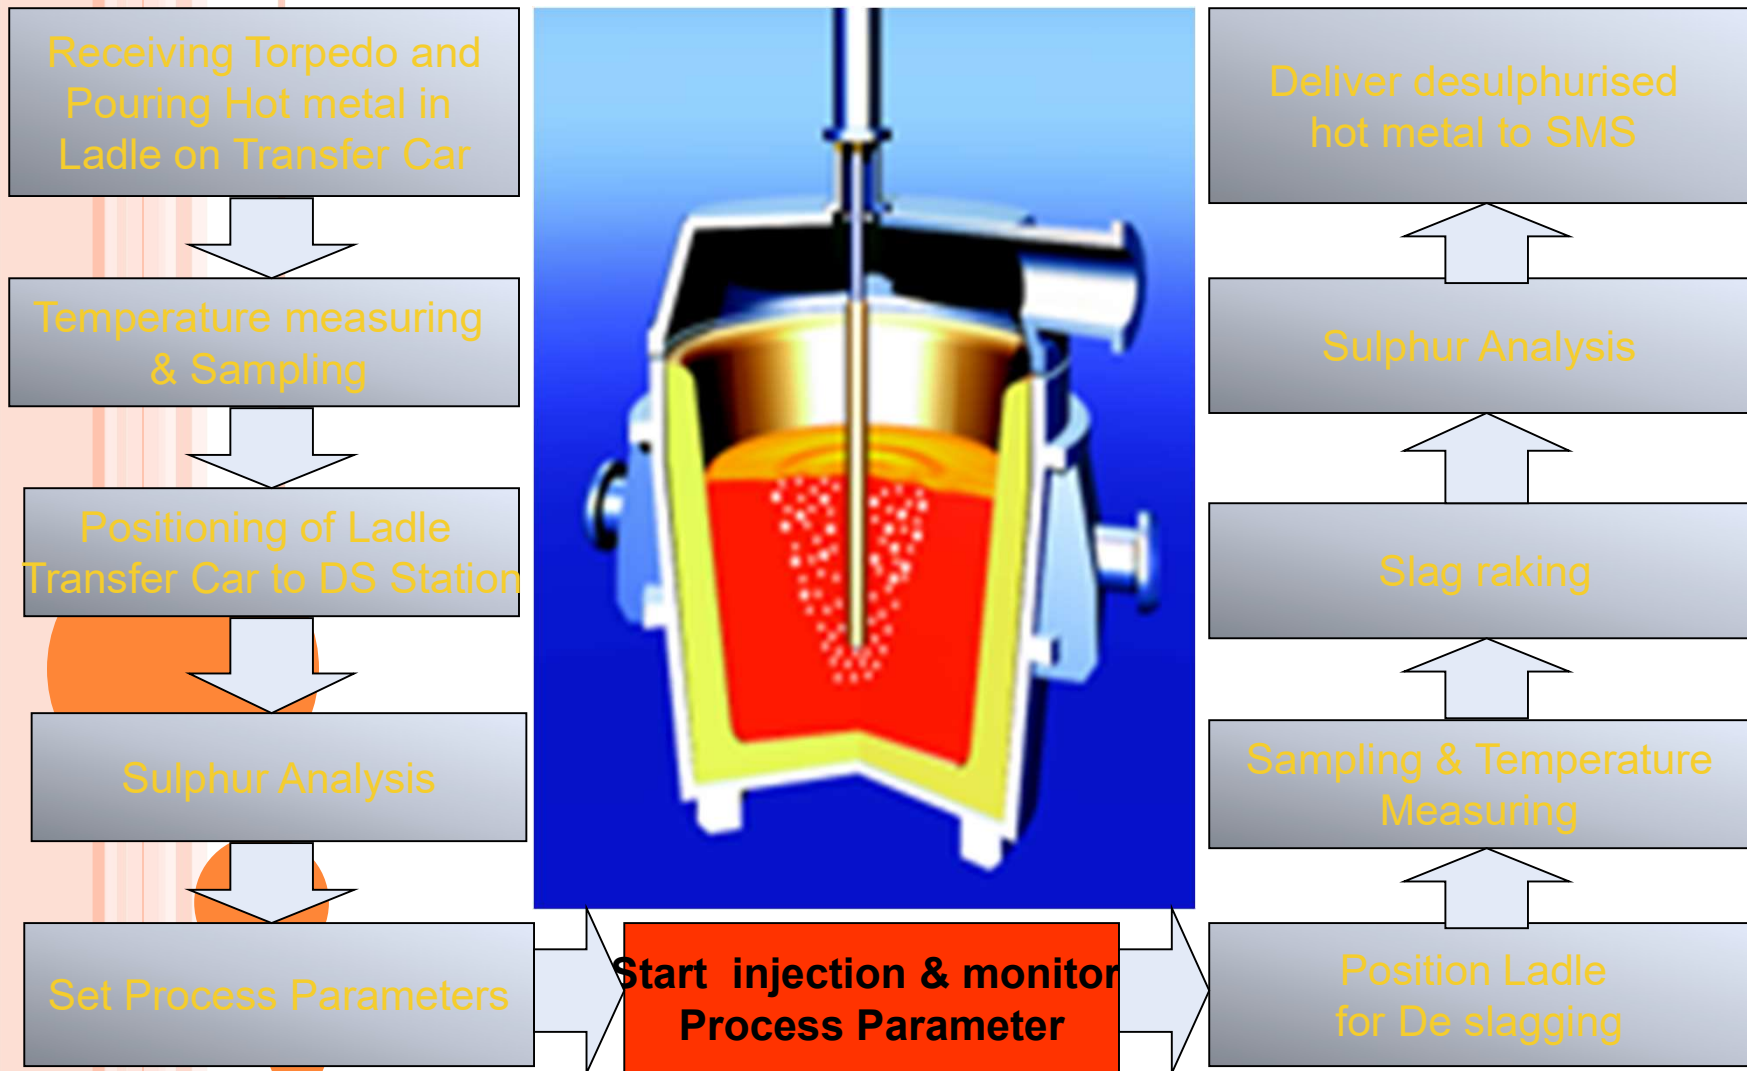 Receiving Torpedo and
Pouring Hot metal in
Ladle on Transfer Car
Temperature measuring
& Sampling
Positioning of Ladle
Transfer Car to DS Station
Sulphur Analysis
Set Process Parameters
Start  injection & monitor
Process Parameter
Position Ladle
for De slagging
Sampling & Temperature
Measuring
Slag raking
Sulphur Analysis
Deliver desulphurised
hot metal to SMS